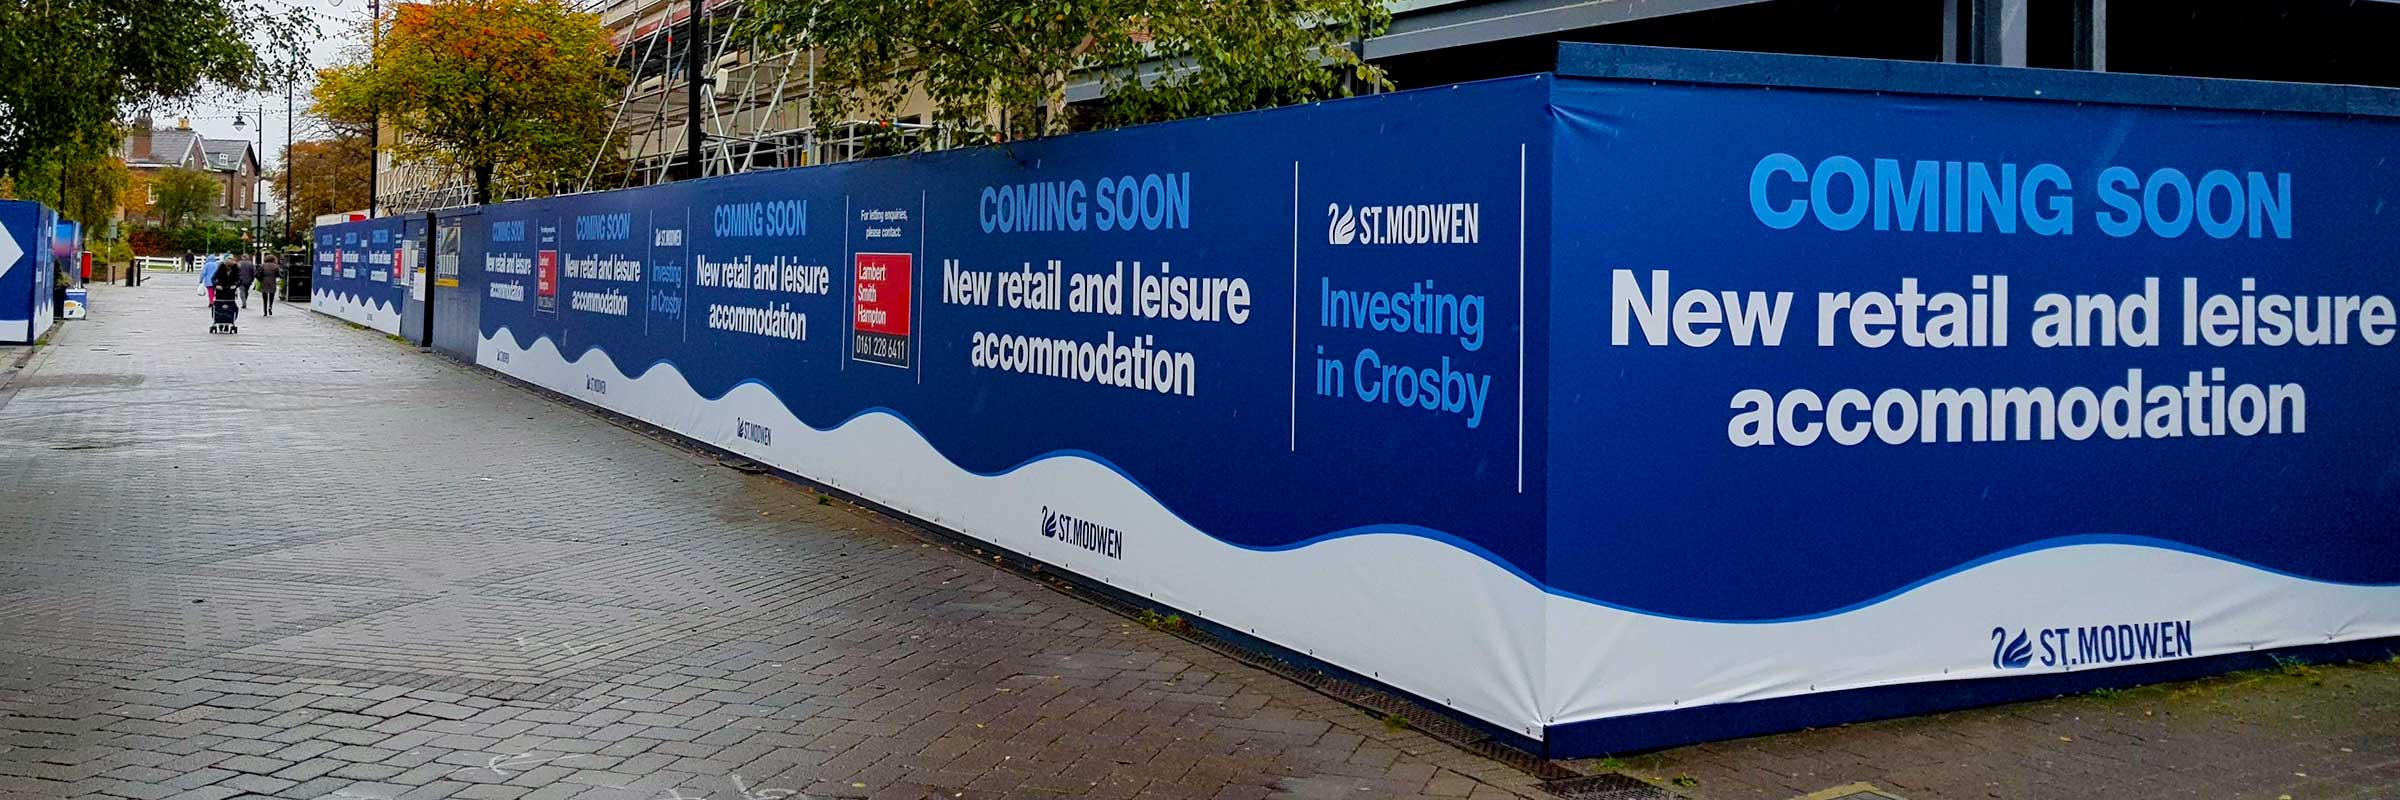 COMING SOON
New retail and leisure
accommodation
COMING SOON
New retail and leisure
accommodation
ST.MODWEN
Investing
in Crosby
COMING SOON
New retail and leisure
accommodation
For letting enquiries,
please contact:
Lambert
Smith
Hampton
0161 228 6411
COMING SOON
New retail and leisure
accommodation
ST.MODWEN
Investing
in Crosby
COMING SOON
New retail and leisure
accommodation
ST.MODWEN
ST.MODWEN
ST.MODWEN
ST.MODWEN